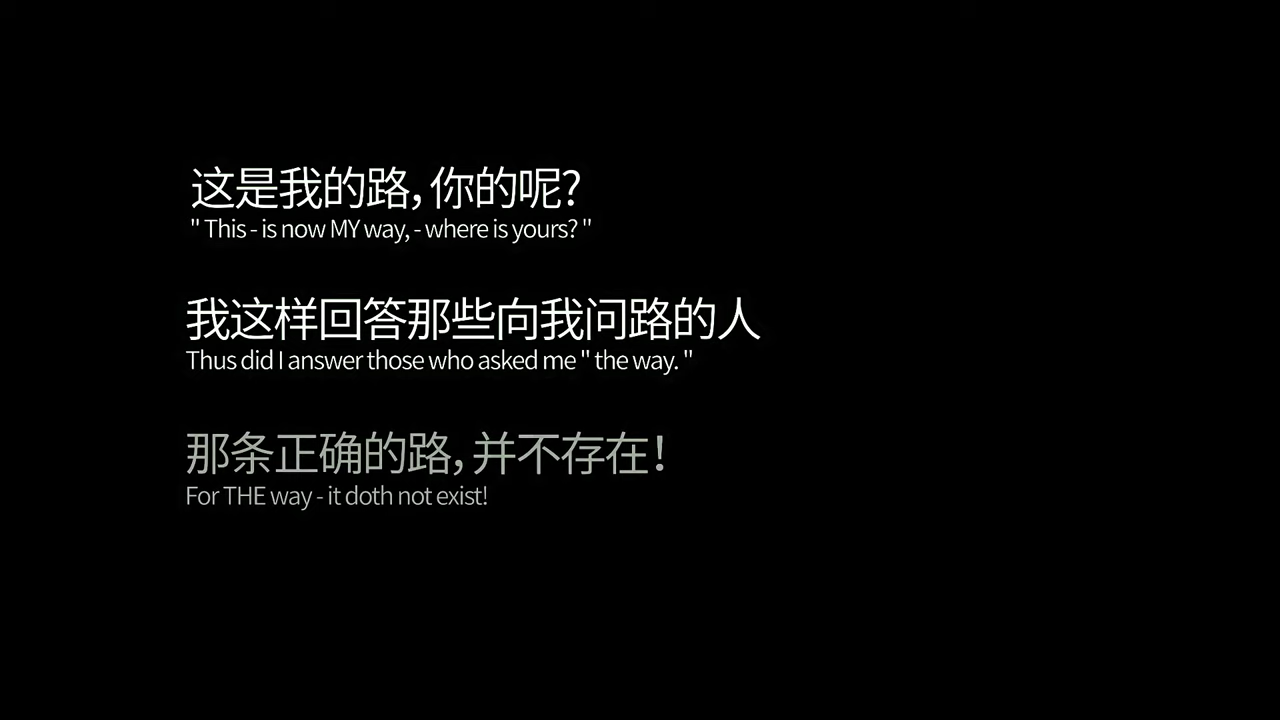 这是我的路，你的呢？
" This - is now MY way, - where is yours? "
我这样回答那些向我问路的人
Thus did I answer those who asked me " the way. "
那条正确的路，并不存在！
For THE way - it doth not exist!